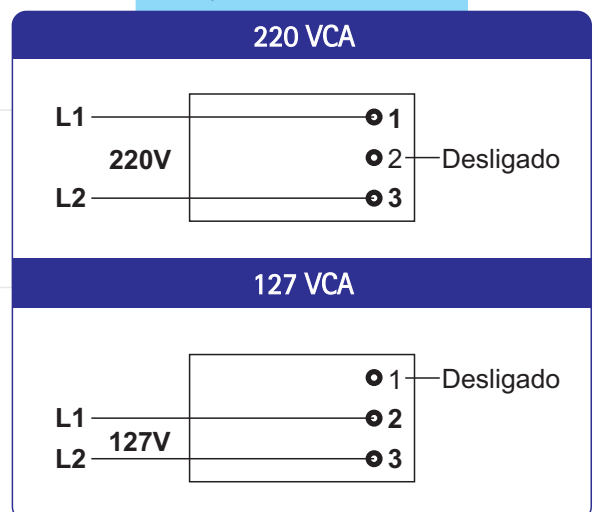 220 VCA
L1 1
220V 2 Desligado
L2 3
127 VCA
1 Desligado
L1 2
127V
L2 3